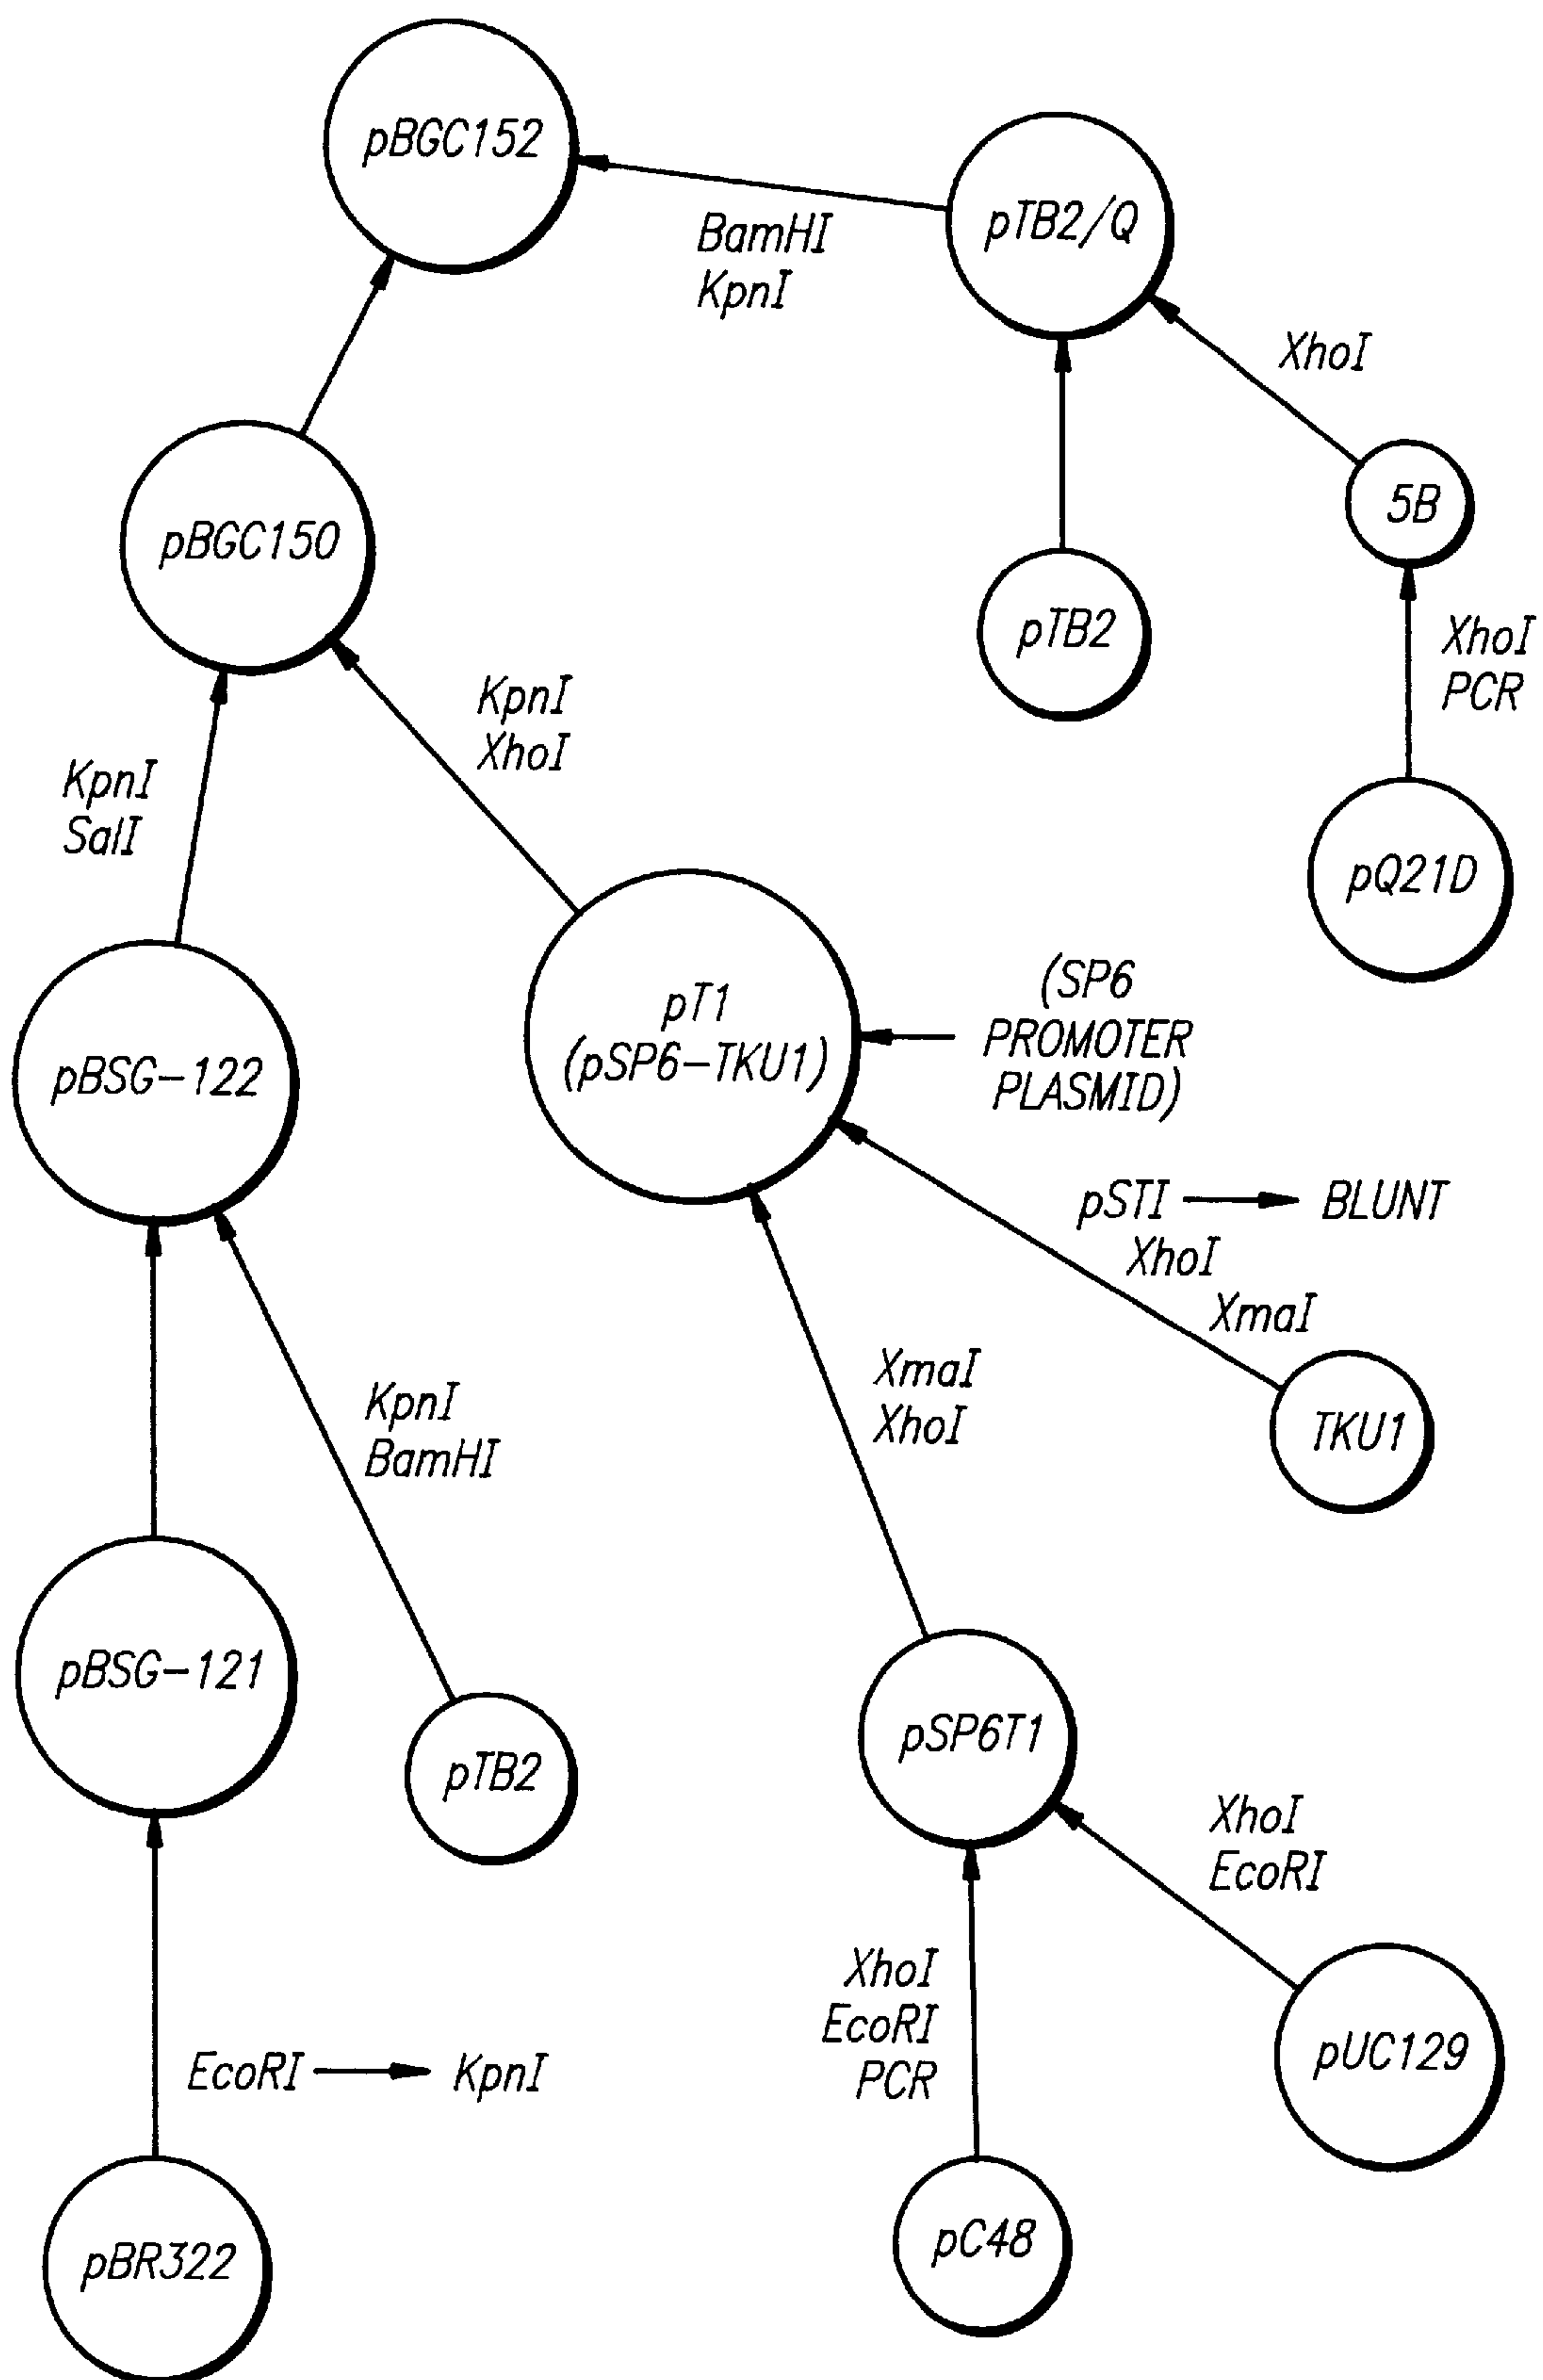 pBGC152
pTB2/Q
BamHI
KpnI
XhoI
5B
pBGC150
pTB2
XhoI
PCR
KpnI
XhoI
KpnI
SalI
pQ21D
pT1
(pSP6-TKU1)
(SP6
PROMOTER
PLASMID)
pBSG-122
pSTI BLUNT
XhoI
XmaI
XmaI
XhoI
KpnI
BamHI
TKU1
pBSG-121
pTB2
pSP6T1
XhoI
EcoRI
XhoI
EcoRI
PCR
EcoRI KpnI
pUC129
pBR322
pC48